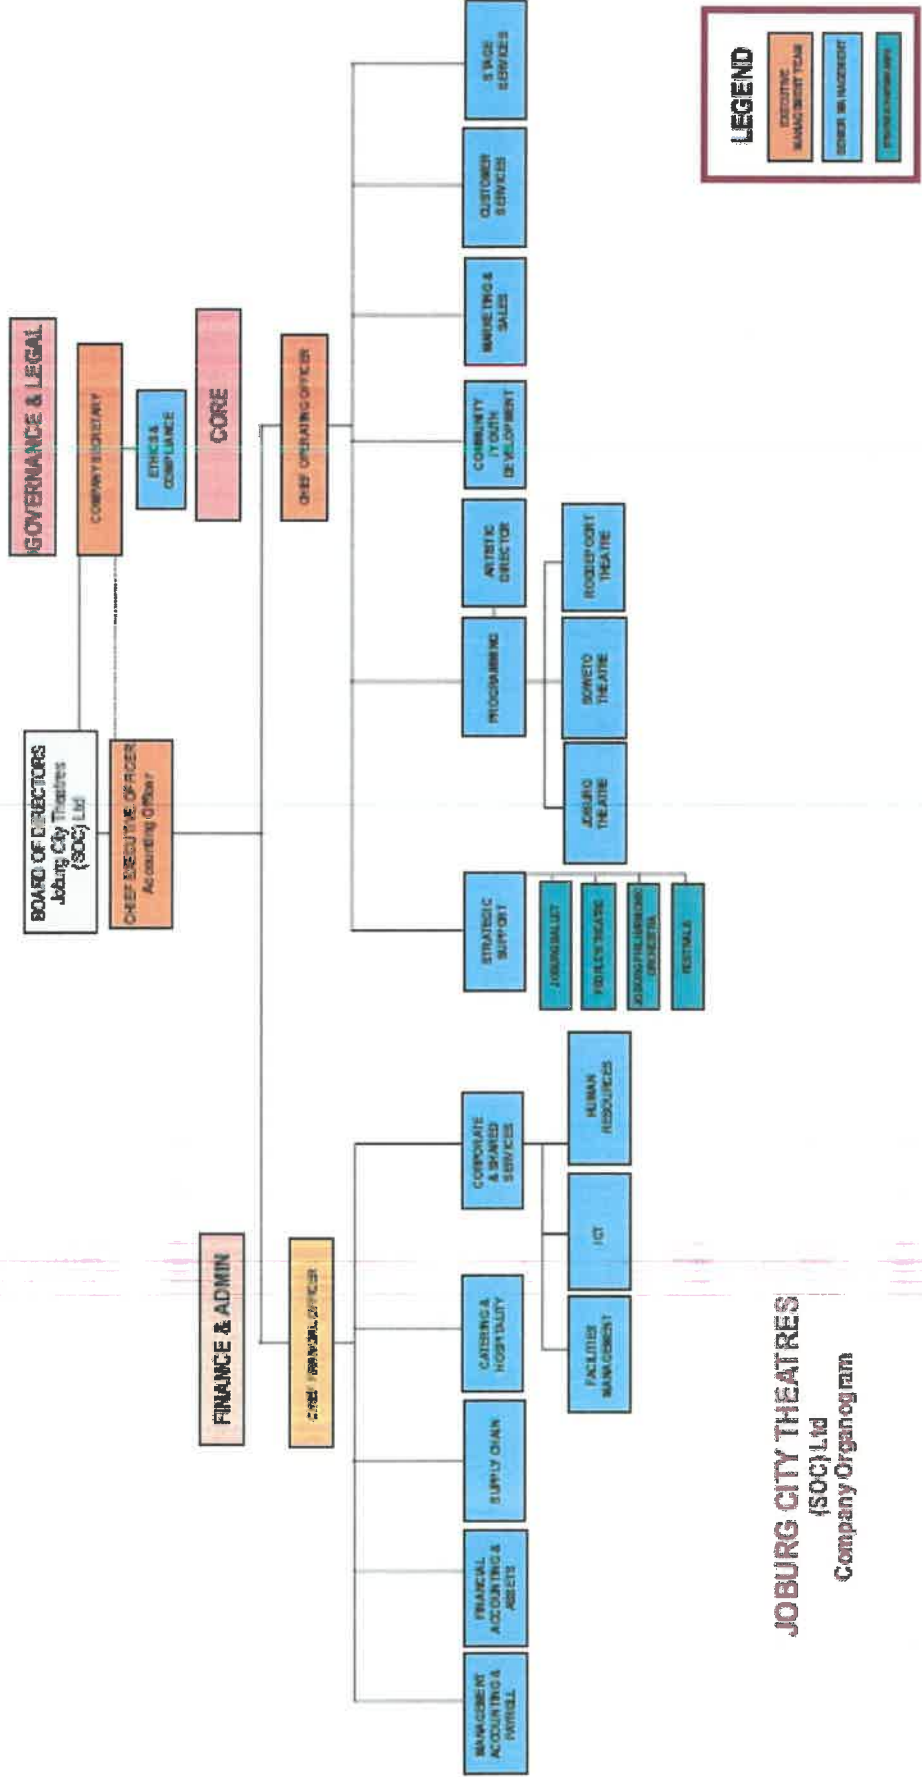 GOVERNANCE & LEGAL
BOARD OF DIRECTORS
Joburg City Theatres
(SOC) Ltd
COMPANY SECRETARY
CHIEF EXECUTIVE OFFICER
Accounting Officer
ETHICS &
COMPLIANCE
FINANCE & ADMIN
CORE
CHIEF FINANCIAL OFFICER
CHIEF OPERATING OFFICER
MANAGEMENT
ACCOUNTING &
PAYROLL
FINANCIAL
ACCOUNTING &
ASSETS
SUPPLY CHAIN
CATERING &
HOSPITALITY
CORPORATE
& SHARED
SERVICES
STRATEGIC
SUPPORT
PROGRAMMING
ARTISTIC
DIRECTOR
COMMUNITY
/ YOUTH
DEVELOPMENT
MARKETING &
SALES
CUSTOMER
SERVICES
STAGE
SERVICES
FACILITIES
MANAGEMENT
ICT
HUMAN
RESOURCES
JOBURG BALLET
PEOPLE'S THEATRE
JOBURG PHILHARMONIC
ORCHESTRA
FESTIVALS
JOBURG
THEATRE
SOWETO
THEATRE
ROODEPOORT
THEATRE
JOBURG CITY THEATRES
(SOC) Ltd
Company Organogram
LEGEND
EXECUTIVE
MANAGEMENT TEAM
SENIOR MANAGEMENT